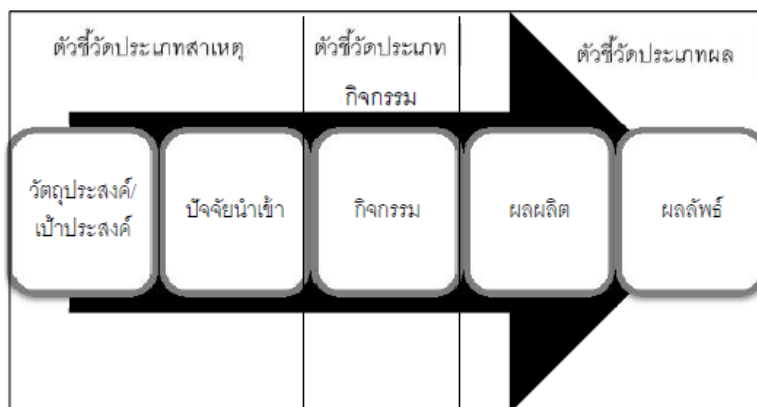 ตัวชี้วัดประเภทสาเหตุ
ตัวชี้วัดประเภท
กิจกรรม
ตัวชี้วัดประเภทผล
วัตถุประสงค์/
เป้าประสงค์
ปัจจัยนำเข้า
กิจกรรม
ผลผลิต
ผลลัพธ์